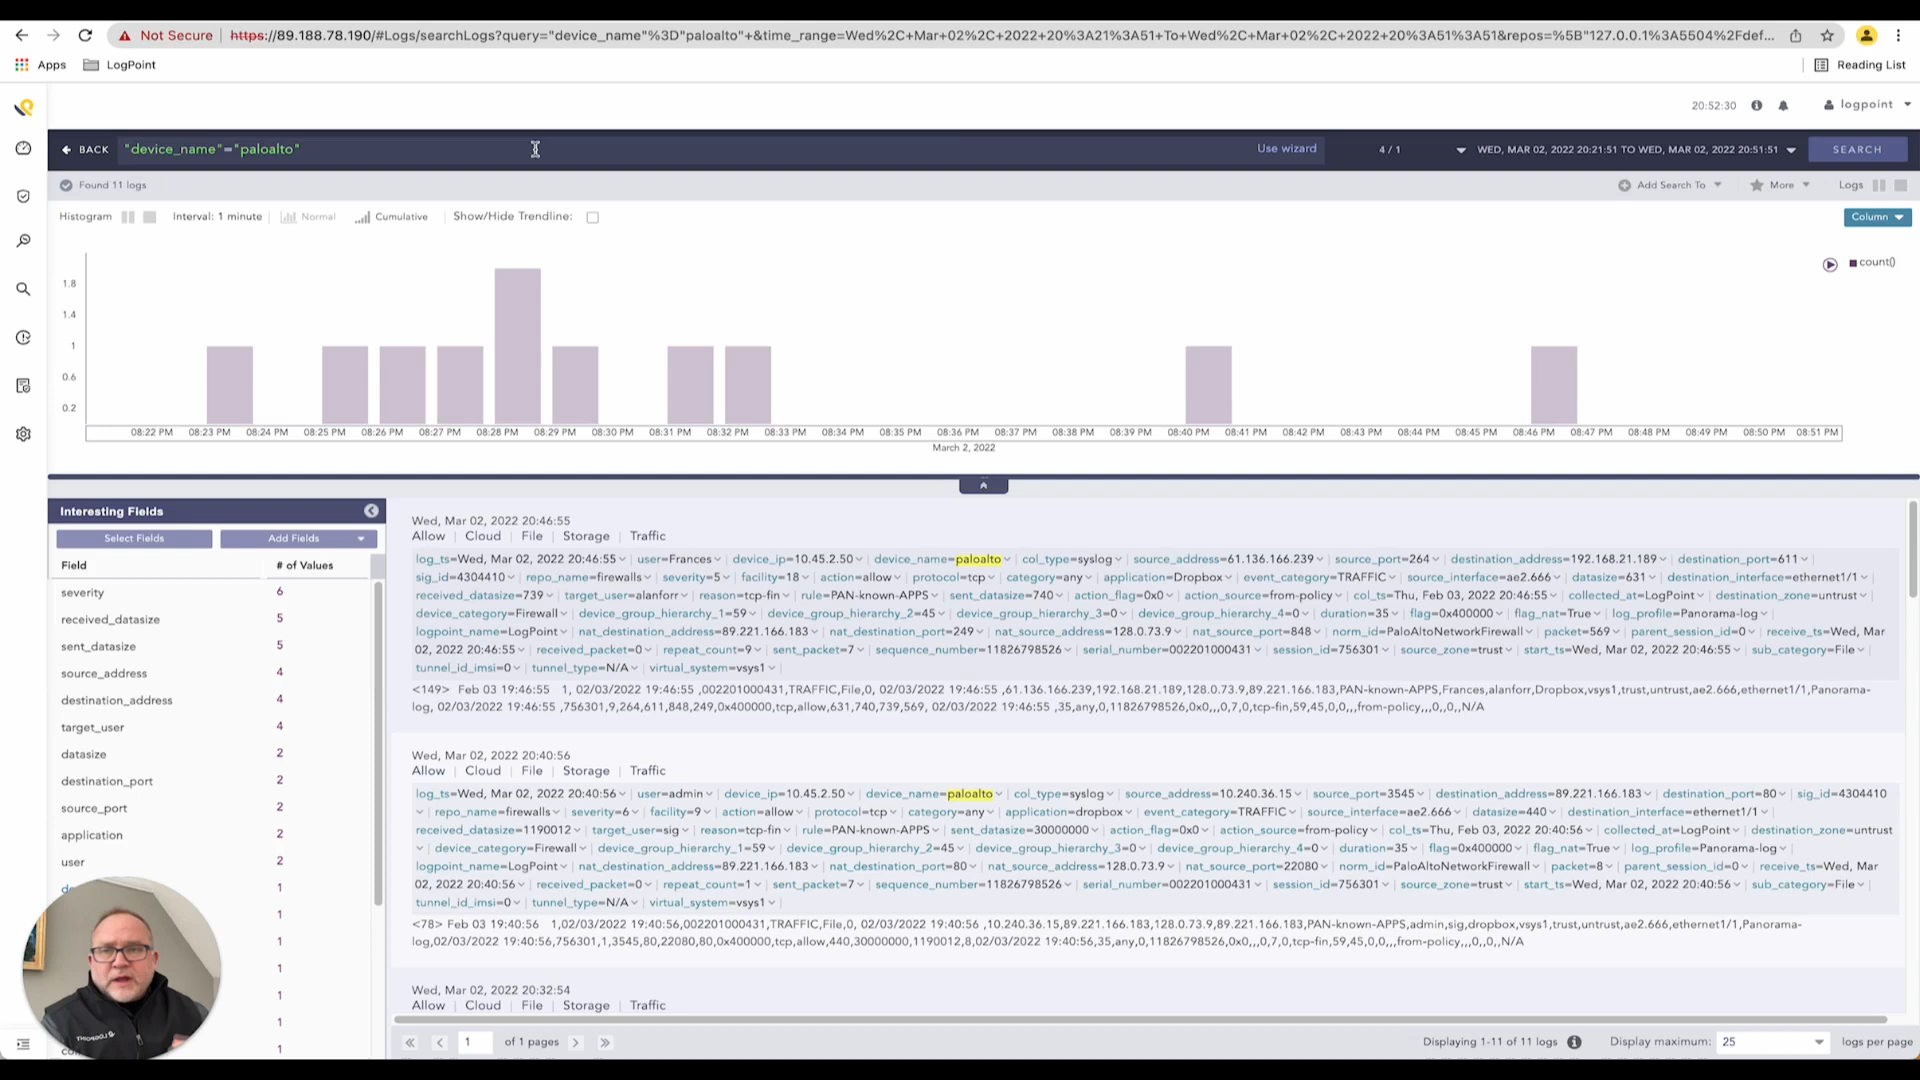 Not Secure | https://89.188.78.190/#Logs/searchLogs?query="device_name"%3D"paloalto"+&time_range=Wed%2C+Mar+02%2C+2022+20%3A21%3A51+To+Wed%2C+Mar+02%2C+2022+20%3A51%3A51&repos=%5B"127.0.0.1%3A5504%2Fdef...
Apps LogPoint Reading List
20:52:30 logpoint
BACK "device_name"="paloalto" Use wizard 4 / 1 WED, MAR 02, 2022 20:21:51 TO WED, MAR 02, 2022 20:51:51 SEARCH
Found 11 logs Add Search To More Logs
Histogram Interval: 1 minute Normal Cumulative Show/Hide Trendline: Column
count()
1.8
1.4
1
0.6
0.2
08:22 PM 08:23 PM 08:24 PM 08:25 PM 08:26 PM 08:27 PM 08:28 PM 08:29 PM 08:30 PM 08:31 PM 08:32 PM 08:33 PM 08:34 PM 08:35 PM 08:36 PM 08:37 PM 08:38 PM 08:39 PM 08:40 PM 08:41 PM 08:42 PM 08:43 PM 08:44 PM 08:45 PM 08:46 PM 08:47 PM 08:48 PM 08:49 PM 08:50 PM 08:51 PM
March 2, 2022
Interesting Fields
Select Fields Add Fields
Field # of Values
severity 6
received_datasize 5
sent_datasize 5
source_address 4
destination_address 4
target_user 4
datasize 2
destination_port 2
source_port 2
application 2
user 2
1
1
1
1
1
1
1
Wed, Mar 02, 2022 20:46:55
Allow | Cloud | File | Storage | Traffic
log_ts=Wed, Mar 02, 2022 20:46:55 | user=Frances | device_ip=10.45.2.50 | device_name=paloalto | col_type=syslog | source_address=61.136.166.239 | source_port=264 | destination_address=192.168.21.189 | destination_port=611 |
sig_id=4304410 | repo_name=firewalls | severity=5 | facility=18 | action=allow | protocol=tcp | category=any | application=Dropbox | event_category=TRAFFIC | source_interface=ae2.666 | datasize=631 | destination_interface=ethernet1/1 |
received_datasize=739 | target_user=alanforr | reason=tcp-fin | rule=PAN-known-APPS | sent_datasize=740 | action_flag=0x0 | action_source=from-policy | col_ts=Thu, Feb 03, 2022 20:46:55 | collected_at=LogPoint | destination_zone=untrust |
device_category=Firewall | device_group_hierarchy_1=59 | device_group_hierarchy_2=45 | device_group_hierarchy_3=0 | device_group_hierarchy_4=0 | duration=35 | flag=0x400000 | flag_nat=True | log_profile=Panorama-log |
logpoint_name=LogPoint | nat_destination_address=89.221.166.183 | nat_destination_port=249 | nat_source_address=128.0.73.9 | nat_source_port=848 | norm_id=PaloAltoNetworkFirewall | packet=569 | parent_session_id=0 | receive_ts=Wed, Mar
02, 2022 20:46:55 | received_packet=0 | repeat_count=9 | sent_packet=7 | sequence_number=11826798526 | serial_number=002201000431 | session_id=756301 | source_zone=trust | start_ts=Wed, Mar 02, 2022 20:46:55 | sub_category=File |
tunnel_id_imsi=0 | tunnel_type=N/A | virtual_system=vsys1 |
<149> Feb 03 19:46:55 1, 02/03/2022 19:46:55 ,002201000431,TRAFFIC,File,0, 02/03/2022 19:46:55 ,61.136.166.239,192.168.21.189,128.0.73.9,89.221.166.183,PAN-known-APPS,Frances,alanforr,Dropbox,vsys1,trust,untrust,ae2.666,ethernet1/1,Panorama-
log, 02/03/2022 19:46:55 ,756301,9,264,611,848,249,0x400000,tcp,allow,631,740,739,569, 02/03/2022 19:46:55 ,35,any,0,11826798526,0x0,,,0,7,0,tcp-fin,59,45,0,0,,,from-policy,,,0,,0,,N/A
Wed, Mar 02, 2022 20:40:56
Allow | Cloud | File | Storage | Traffic
log_ts=Wed, Mar 02, 2022 20:40:56 | user=admin | device_ip=10.45.2.50 | device_name=paloalto | col_type=syslog | source_address=10.240.36.15 | source_port=3545 | destination_address=89.221.166.183 | destination_port=80 | sig_id=4304410
| repo_name=firewalls | severity=6 | facility=9 | action=allow | protocol=tcp | category=any | application=dropbox | event_category=TRAFFIC | source_interface=ae2.666 | datasize=440 | destination_interface=ethernet1/1 |
received_datasize=1190012 | target_user=sig | reason=tcp-fin | rule=PAN-known-APPS | sent_datasize=30000000 | action_flag=0x0 | action_source=from-policy | col_ts=Thu, Feb 03, 2022 20:40:56 | collected_at=LogPoint | destination_zone=untrust
| device_category=Firewall | device_group_hierarchy_1=59 | device_group_hierarchy_2=45 | device_group_hierarchy_3=0 | device_group_hierarchy_4=0 | duration=35 | flag=0x400000 | flag_nat=True | log_profile=Panorama-log |
logpoint_name=LogPoint | nat_destination_address=89.221.166.183 | nat_destination_port=80 | nat_source_address=128.0.73.9 | nat_source_port=22080 | norm_id=PaloAltoNetworkFirewall | packet=8 | parent_session_id=0 | receive_ts=Wed, Mar
02, 2022 20:40:56 | received_packet=0 | repeat_count=1 | sent_packet=7 | sequence_number=11826798526 | serial_number=002201000431 | session_id=756301 | source_zone=trust | start_ts=Wed, Mar 02, 2022 20:40:56 | sub_category=File |
tunnel_id_imsi=0 | tunnel_type=N/A | virtual_system=vsys1 |
<78> Feb 03 19:40:56 1,02/03/2022 19:40:56,002201000431,TRAFFIC,File,0, 02/03/2022 19:40:56 ,10.240.36.15,89.221.166.183,128.0.73.9,89.221.166.183,PAN-known-APPS,admin,sig,dropbox,vsys1,trust,untrust,ae2.666,ethernet1/1,Panorama-
log,02/03/2022 19:40:56,756301,1,3545,80,22080,80,0x400000,tcp,allow,440,30000000,1190012,8,02/03/2022 19:40:56,35,any,0,11826798526,0x0,,,0,7,0,tcp-fin,59,45,0,0,,,from-policy,,,0,,0,,N/A
Wed, Mar 02, 2022 20:32:54
Allow | Cloud | File | Storage | Traffic
1 of 1 pages Displaying 1-11 of 11 logs Display maximum: 25 logs per page